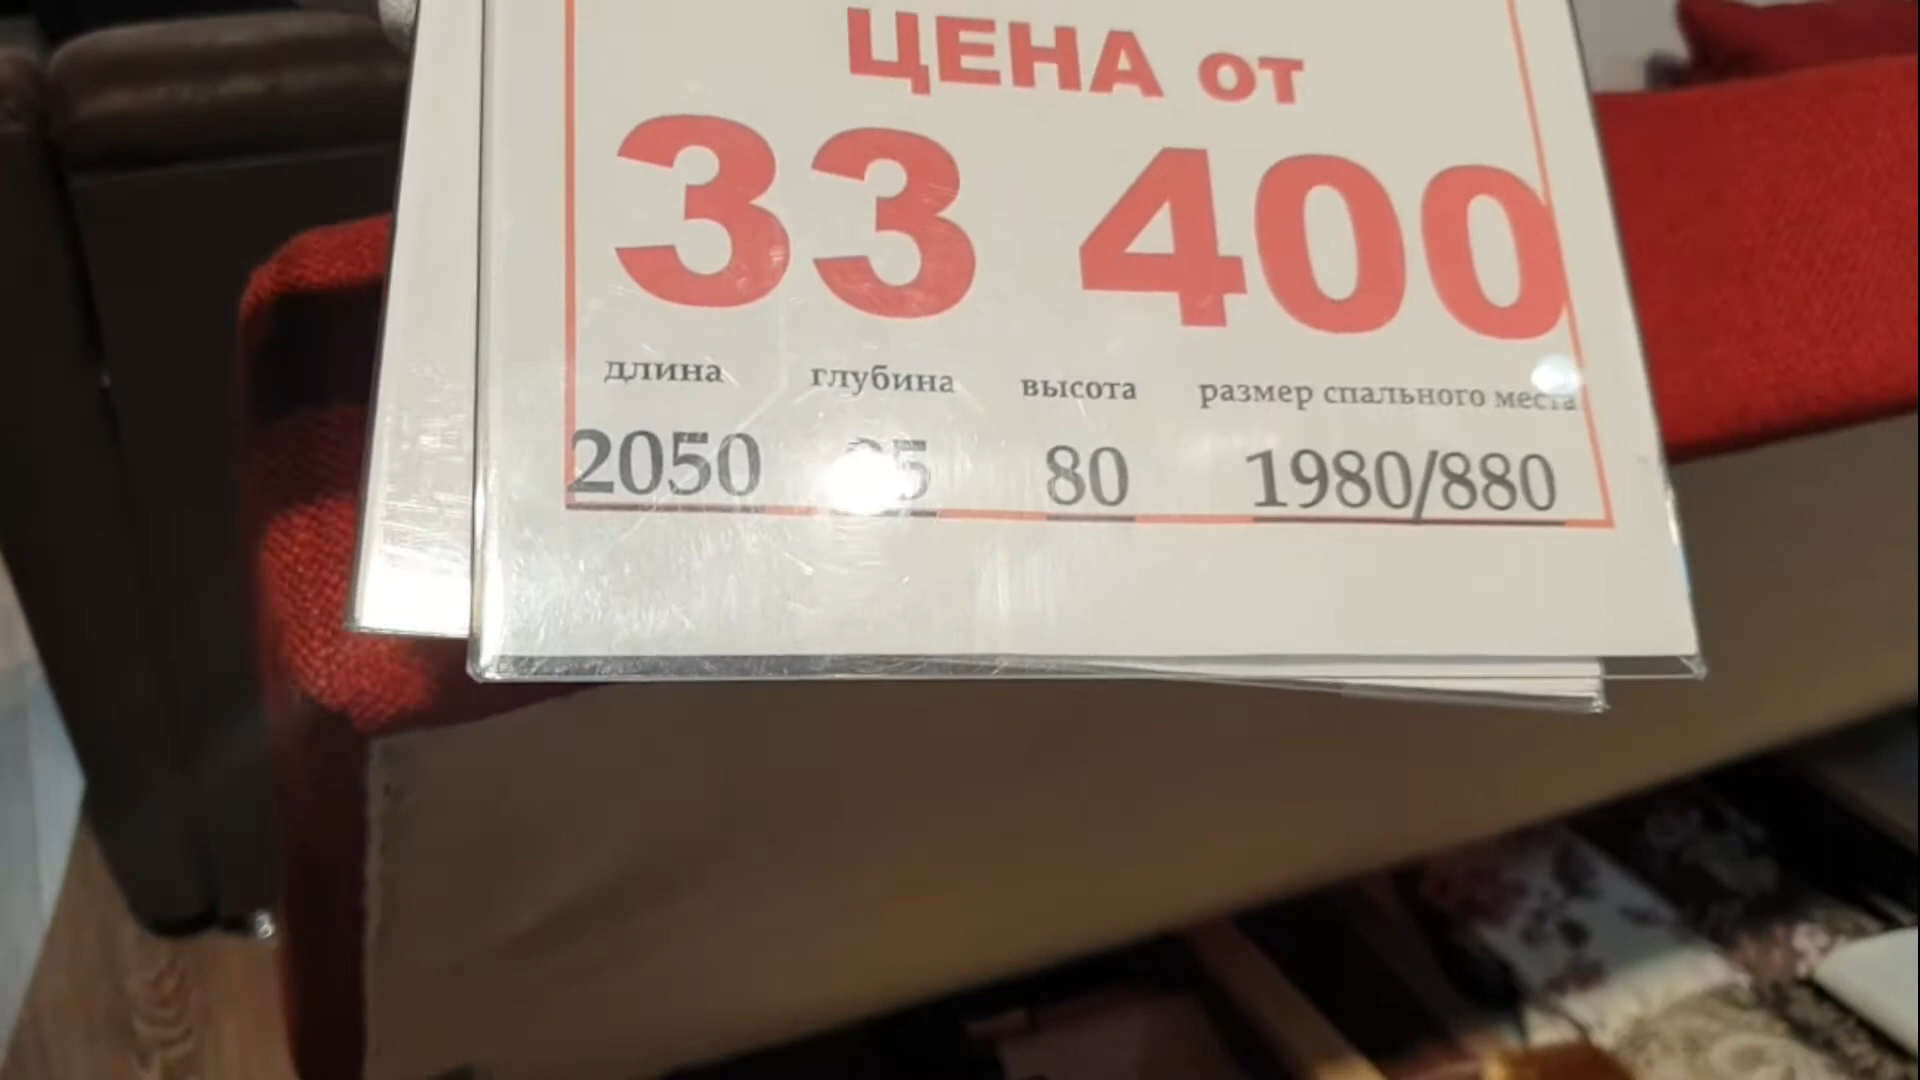 ЦЕНА от
33 400
длина глубина высота размер спального места
2050 80 1980/880